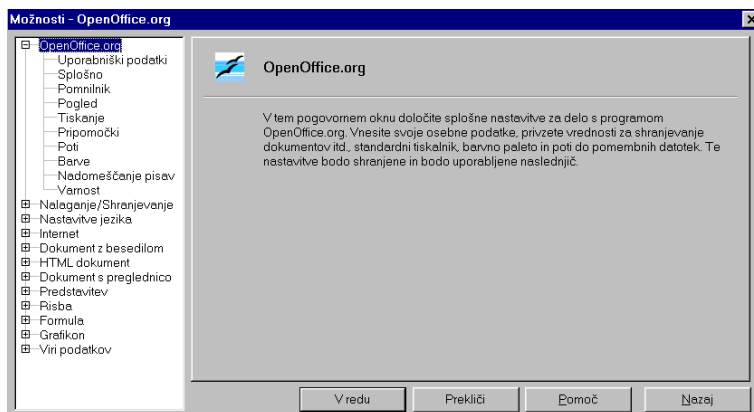 Možnosti - OpenOffice.org
OpenOffice.org
Uporabniški podatki
Splošno
Pomnilnik
Pogled
Tiskanje
Pripomočki
Poti
Barve
Nadomeščanje pisav
Varnost
Nalaganje/Shranjevanje
Nastavitve jezika
Internet
Dokument z besedilom
HTML dokument
Dokument s preglednico
Predstavitev
Risba
Formula
Grafikon
Viri podatkov
OpenOffice.org
V tem pogovornem oknu določite splošne nastavitve za delo s programom
OpenOffice.org. Vnesite svoje osebne podatke, privzete vrednosti za shranjevanje
dokumentov itd., standardni tiskalnik, barvno paleto in poti do pomembnih datotek. Te
nastavitve bodo shranjene in bodo uporabljene naslednjič.
V redu
Prekliči
Pomoč
Nazaj